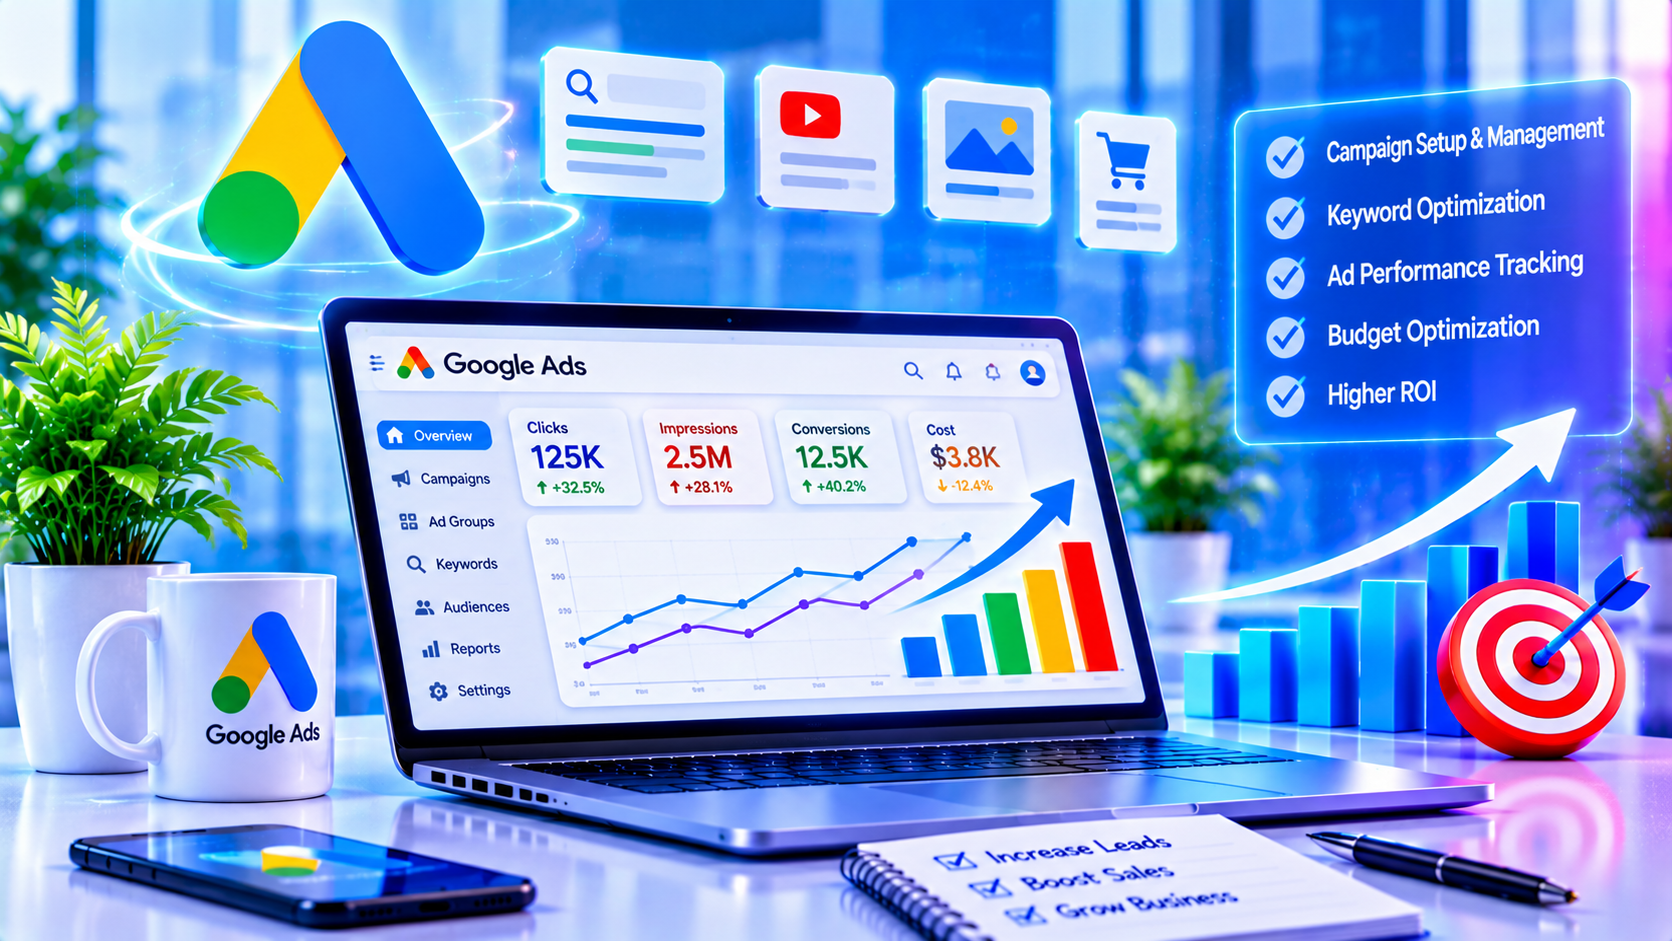 Campaign Setup & Management
Keyword Optimization
Ad Performance Tracking
Budget Optimization
Higher ROI
Google Ads
Overview
Campaigns
Ad Groups
Keywords
Audiences
Reports
Settings
Clicks
125K
↑ +32.5%
Impressions
2.5M
↑ +28.1%
Conversions
12.5K
↑ +40.2%
Cost
$3.8K
↓ -12.4%
Google Ads
Increase Leads
Boost Sales
Grow Business